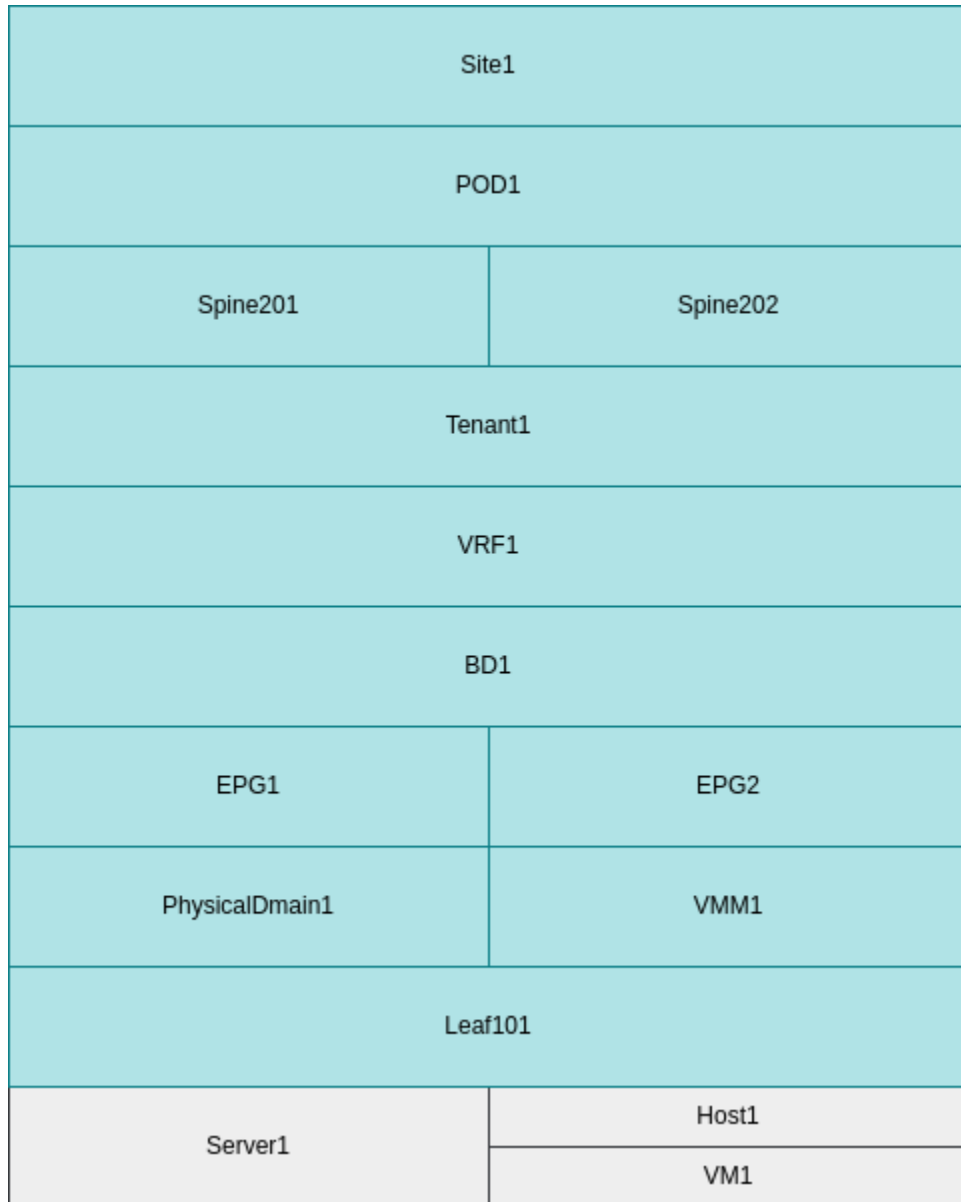 Site1
POD1
Spine201
Spine202
Tenant1
VRF1
BD1
EPG1
EPG2
PhysicalDmain1
VMM1
Leaf101
Server1
Host1
VM1